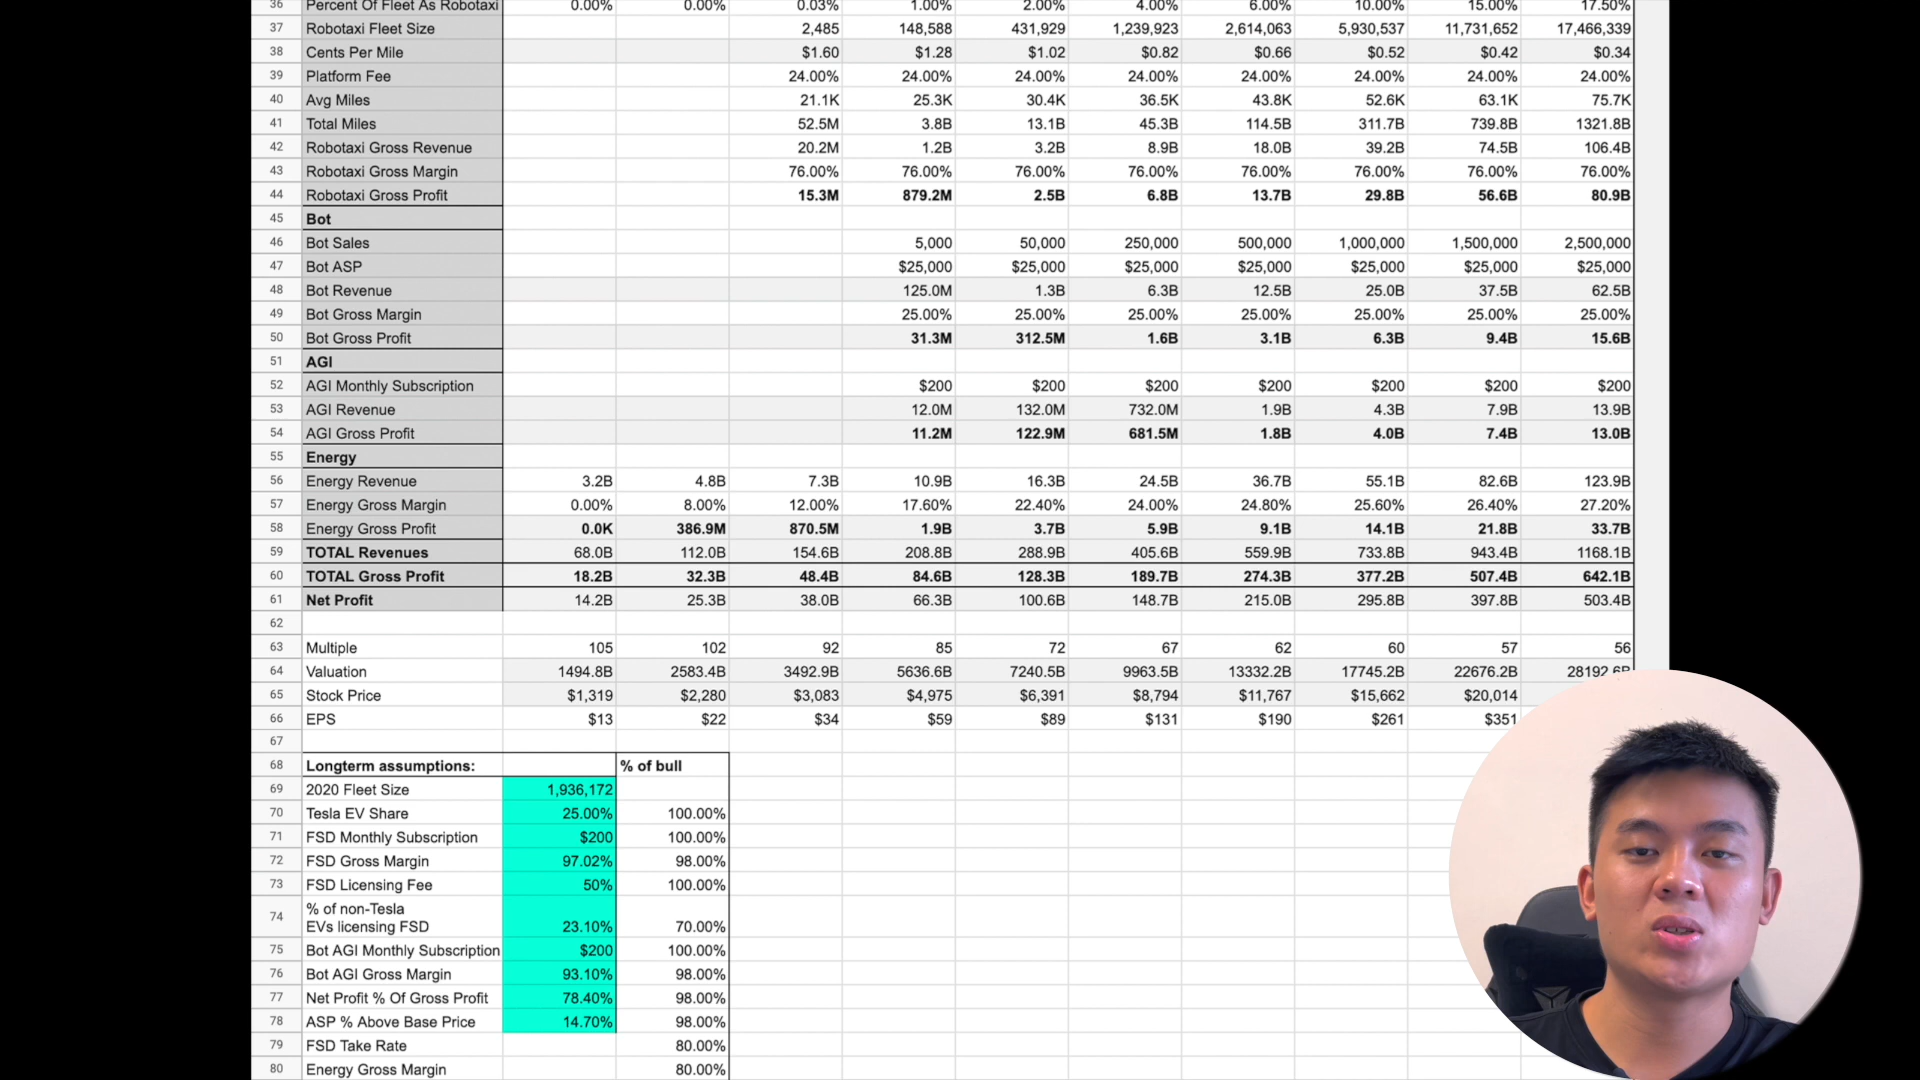 36 Percent Of Fleet As Robotaxi 0.00% 0.00% 0.03% 1.00% 2.00% 4.00% 6.00% 10.00% 15.00% 17.50%
37 Robotaxi Fleet Size 2,485 148,588 431,929 1,239,923 2,614,063 5,930,537 11,731,652 17,466,339
38 Cents Per Mile $1.60 $1.28 $1.02 $0.82 $0.66 $0.52 $0.42 $0.34
39 Platform Fee 24.00% 24.00% 24.00% 24.00% 24.00% 24.00% 24.00% 24.00%
40 Avg Miles 21.1K 25.3K 30.4K 36.5K 43.8K 52.6K 63.1K 75.7K
41 Total Miles 52.5M 3.8B 13.1B 45.3B 114.5B 311.7B 739.8B 1321.8B
42 Robotaxi Gross Revenue 20.2M 1.2B 3.2B 8.9B 18.0B 39.2B 74.5B 106.4B
43 Robotaxi Gross Margin 76.00% 76.00% 76.00% 76.00% 76.00% 76.00% 76.00% 76.00%
44 Robotaxi Gross Profit 15.3M 879.2M 2.5B 6.8B 13.7B 29.8B 56.6B 80.9B
45 Bot
46 Bot Sales 5,000 50,000 250,000 500,000 1,000,000 1,500,000 2,500,000
47 Bot ASP $25,000 $25,000 $25,000 $25,000 $25,000 $25,000 $25,000
48 Bot Revenue 125.0M 1.3B 6.3B 12.5B 25.0B 37.5B 62.5B
49 Bot Gross Margin 25.00% 25.00% 25.00% 25.00% 25.00% 25.00% 25.00%
50 Bot Gross Profit 31.3M 312.5M 1.6B 3.1B 6.3B 9.4B 15.6B
51 AGI
52 AGI Monthly Subscription $200 $200 $200 $200 $200 $200 $200
53 AGI Revenue 12.0M 132.0M 732.0M 1.9B 4.3B 7.9B 13.9B
54 AGI Gross Profit 11.2M 122.9M 681.5M 1.8B 4.0B 7.4B 13.0B
55 Energy
56 Energy Revenue 3.2B 4.8B 7.3B 10.9B 16.3B 24.5B 36.7B 55.1B 82.6B 123.9B
57 Energy Gross Margin 0.00% 8.00% 12.00% 17.60% 22.40% 24.00% 24.80% 25.60% 26.40% 27.20%
58 Energy Gross Profit 0.0K 386.9M 870.5M 1.9B 3.7B 5.9B 9.1B 14.1B 21.8B 33.7B
59 TOTAL Revenues 68.0B 112.0B 154.6B 208.8B 288.9B 405.6B 559.9B 733.8B 943.4B 1168.1B
60 TOTAL Gross Profit 18.2B 32.3B 48.4B 84.6B 128.3B 189.7B 274.3B 377.2B 507.4B 642.1B
61 Net Profit 14.2B 25.3B 38.0B 66.3B 100.6B 148.7B 215.0B 295.8B 397.8B 503.4B
62
63 Multiple 105 102 92 85 72 67 62 60 57 56
64 Valuation 1494.8B 2583.4B 3492.9B 5636.6B 7240.5B 9963.5B 13332.2B 17745.2B 22676.2B 28192.6B
65 Stock Price $1,319 $2,280 $3,083 $4,975 $6,391 $8,794 $11,767 $15,662 $20,014
66 EPS $13 $22 $34 $59 $89 $131 $190 $261 $351
67
68 Longterm assumptions: % of bull
69 2020 Fleet Size 1,936,172
70 Tesla EV Share 25.00% 100.00%
71 FSD Monthly Subscription $200 100.00%
72 FSD Gross Margin 97.02% 98.00%
73 FSD Licensing Fee 50% 100.00%
74 % of non-Tesla
EVs licensing FSD 23.10% 70.00%
75 Bot AGI Monthly Subscription $200 100.00%
76 Bot AGI Gross Margin 93.10% 98.00%
77 Net Profit % Of Gross Profit 78.40% 98.00%
78 ASP % Above Base Price 14.70% 98.00%
79 FSD Take Rate 80.00%
80 Energy Gross Margin 80.00%